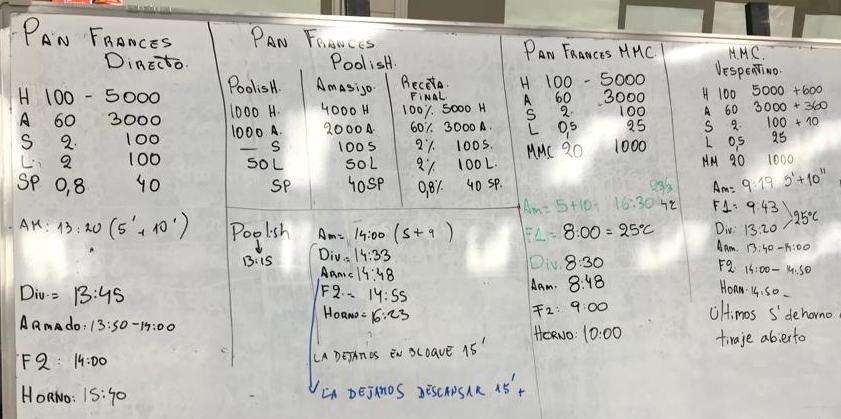 PAN FRANCES
DIRECTO.
H 100 - 5000
A 60 3000
S 2. 100
L. 2 100
SP 0,8 40
AM: 13:20 (5' + 10')
Div.= 13:45
ARMADO: 13:50-14:00
F2: 14:00
HORNO: 15:40
PAN FRANCES
POOLISH.
POOLISH. AMASIJO. RECETA FINAL
1000 H. 4000 H 100% 5000 H
1000 A. 2000 A 60% 3000 A.
— S 100 S 2% 100 S.
50 L 50 L 2% 100 L.
SP 40 SP 0,8% 40 SP.
POOLISH
↓
13:15
AM= 14:00 (5+9)
Div.= 14:33
ARM= 14:48
F2.- 14:55
HORNO= 16:23
LA DEJAMOS EN BLOQUE 15'
LA DEJAMOS DESCANSAR 15' +
PAN FRANCES MMC.
H 100 - 5000
A 60 3000
S 2. 100
L 0,5 25
MMC 20 1000
Am= 5+10- 16:30
F1= 8:00 = 25°C
Div. 8:30
ARM. 8:48
F2: 9:00
HORNO: 10:00
M.M.C.
VESPERTINO.
H 100 5000 +600
A 60 3000 + 360
S 2. 100 + 10
L 0,5 25
MM 20 1000
Am= 9:19 5'+10"
F1= 9:43
25°C
Div: 13:20
ARM. 13:40-14:00
F2 14:00- 14:50
HORN. 14:50_
Últimos 5' de horno
tiraje abierto